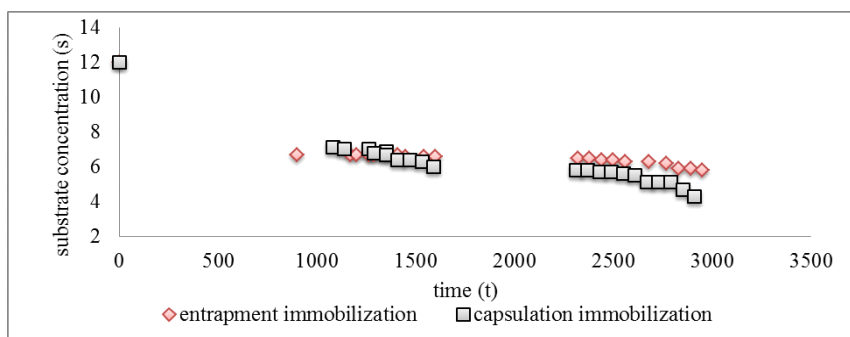 14
12
10
8
6
4
2
substrate concentration (s)
0 500 1000 1500 2000 2500 3000 3500
time (t)
entrapment immobilization capsulation immobilization